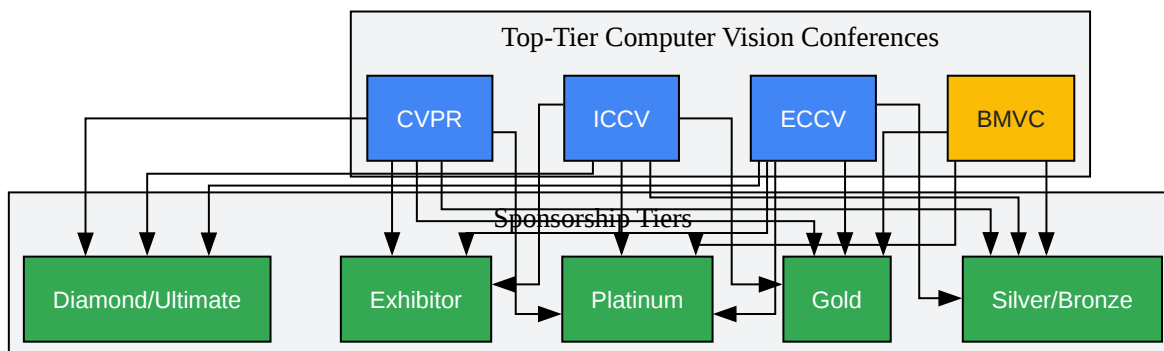 Top-Tier Computer Vision Conferences
CVPR
ICCV
ECCV
BMVC
Sponsorship Tiers
Diamond/Ultimate
Exhibitor
Platinum
Gold
Silver/Bronze